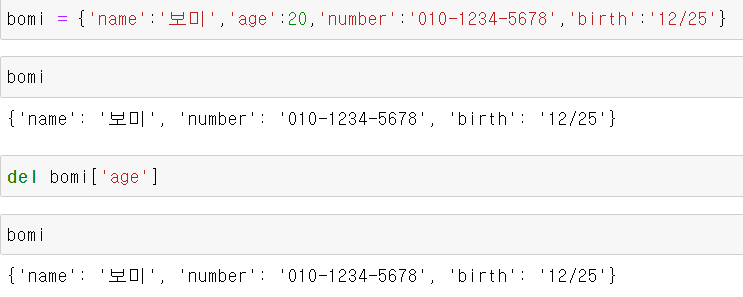 bomi = {'name':'보미','age':20,'number':'010-1234-5678','birth':'12/25'}
bomi
{'name': '보미', 'number': '010-1234-5678', 'birth': '12/25'}
del bomi['age']
bomi
{'name': '보미', 'number': '010-1234-5678', 'birth': '12/25'}